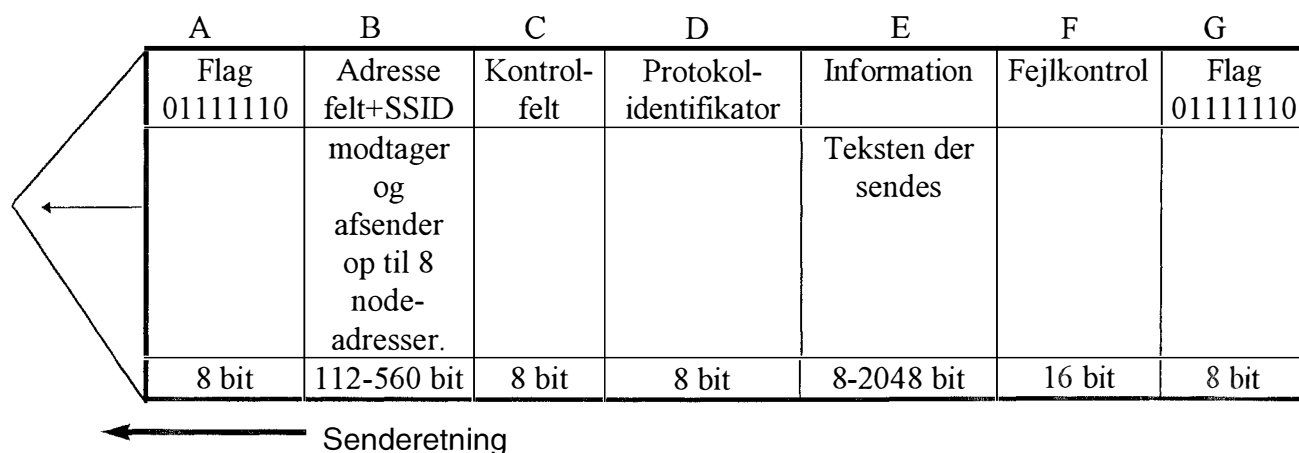 A B C D E F G
Flag Adresse Kontrol- Protokol- Information Fejlkontrol Flag
01111110 felt+SSID felt identifikator 01111110
modtager Teksten der
og sendes
afsender
op til 8
node-
adresser.
8 bit 112-560 bit 8 bit 8 bit 8-2048 bit 16 bit 8 bit
Senderetning